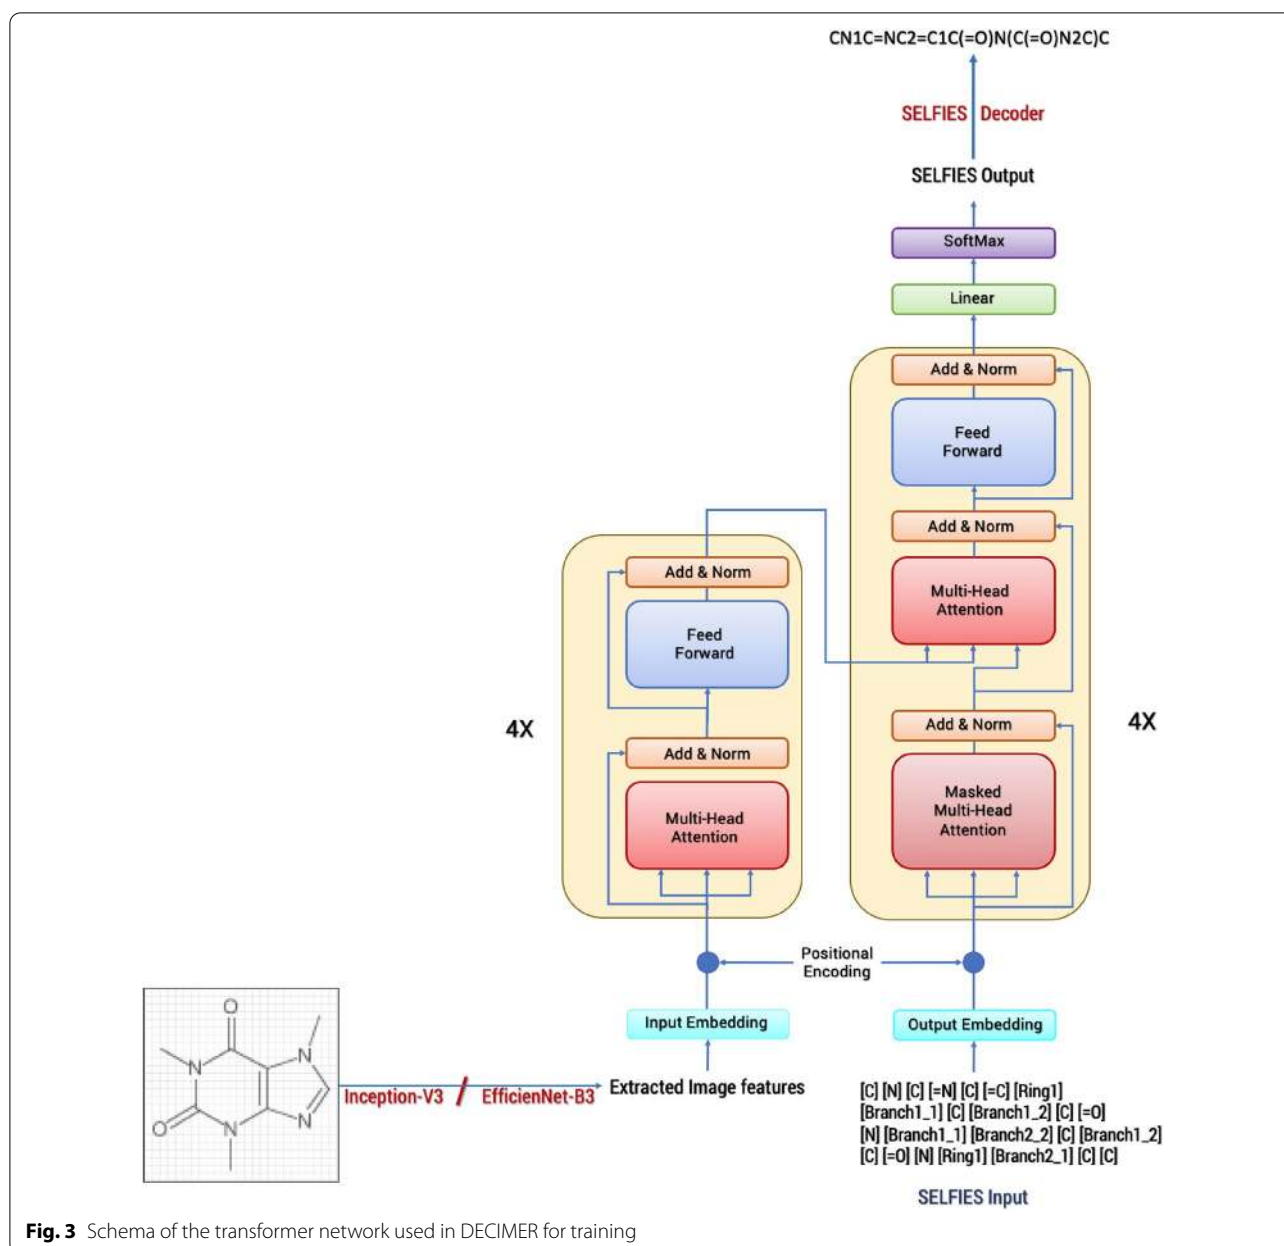 CN1C=NC2=C1C(=O)N(C(=O)N2C)C
SELFIES Decoder
SELFIES Output
SoftMax
Linear
Add & Norm
Feed
Forward
Add & Norm
Multi-Head
Attention
Add & Norm
Masked
Multi-Head
Attention
4X
Add & Norm
Feed
Forward
4X
Add & Norm
Multi-Head
Attention
Positional
Encoding
Input Embedding
Output Embedding
O
N
N
O
N
N
Inception-V3 / EfficienNet-B3
Extracted Image features
[C] [N] [C] [=N] [C] [=C] [Ring1]
[Branch1_1] [C] [Branch1_2] [C] [=O]
[N] [Branch1_1] [Branch2_2] [C] [Branch1_2]
[C] [=O] [N] [Ring1] [Branch2_1] [C] [C]
SELFIES Input
Fig. 3 Schema of the transformer network used in DECIMER for training